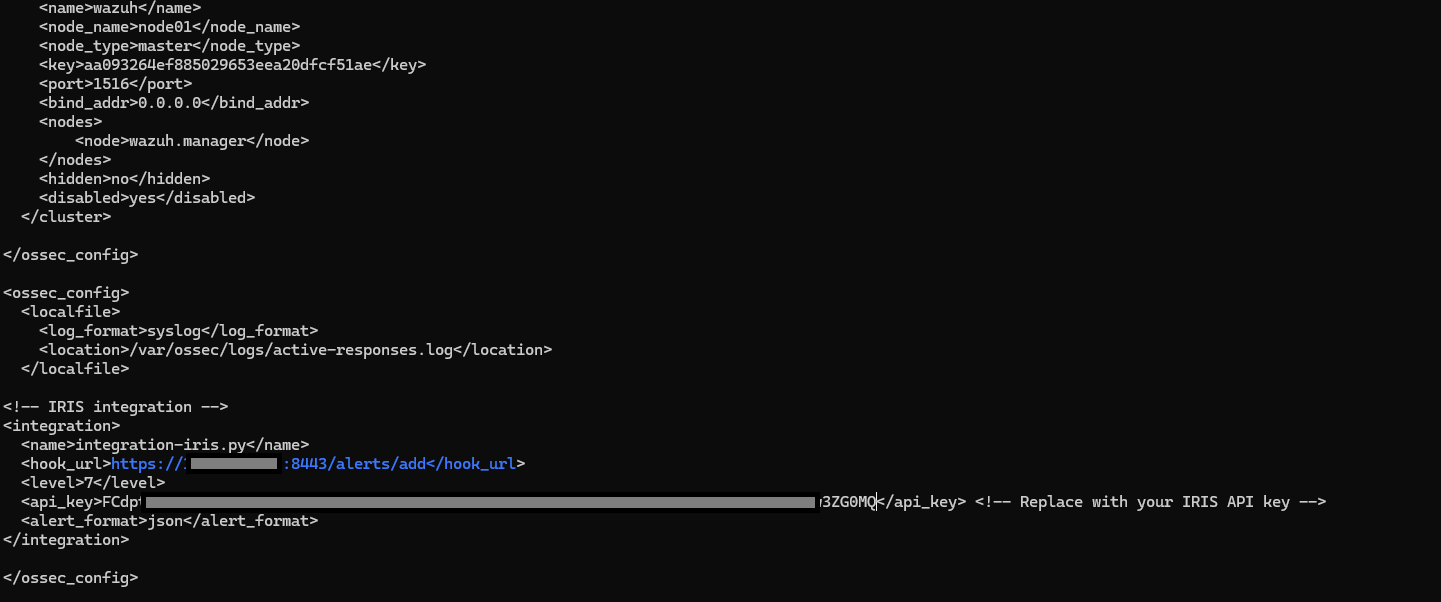 <name>wazuh</name>
<node_name>node01</node_name>
<node_type>master</node_type>
<key>aa093264ef885029653eea20dfcf51ae</key>
<port>1516</port>
<bind_addr>0.0.0.0</bind_addr>
<nodes>
<node>wazuh.manager</node>
</nodes>
<hidden>no</hidden>
<disabled>yes</disabled>
</cluster>
</ossec_config>
<ossec_config>
<localfile>
<log_format>syslog</log_format>
<location>/var/ossec/logs/active-responses.log</location>
</localfile>
<!-- IRIS integration -->
<integration>
<name>integration-iris.py</name>
<hook_url>https:// :8443/alerts/add</hook_url>
<level>7</level>
<api_key>FCdp 3ZG0MQ</api_key> <!-- Replace with your IRIS API key -->
<alert_format>json</alert_format>
</integration>
</ossec_config>